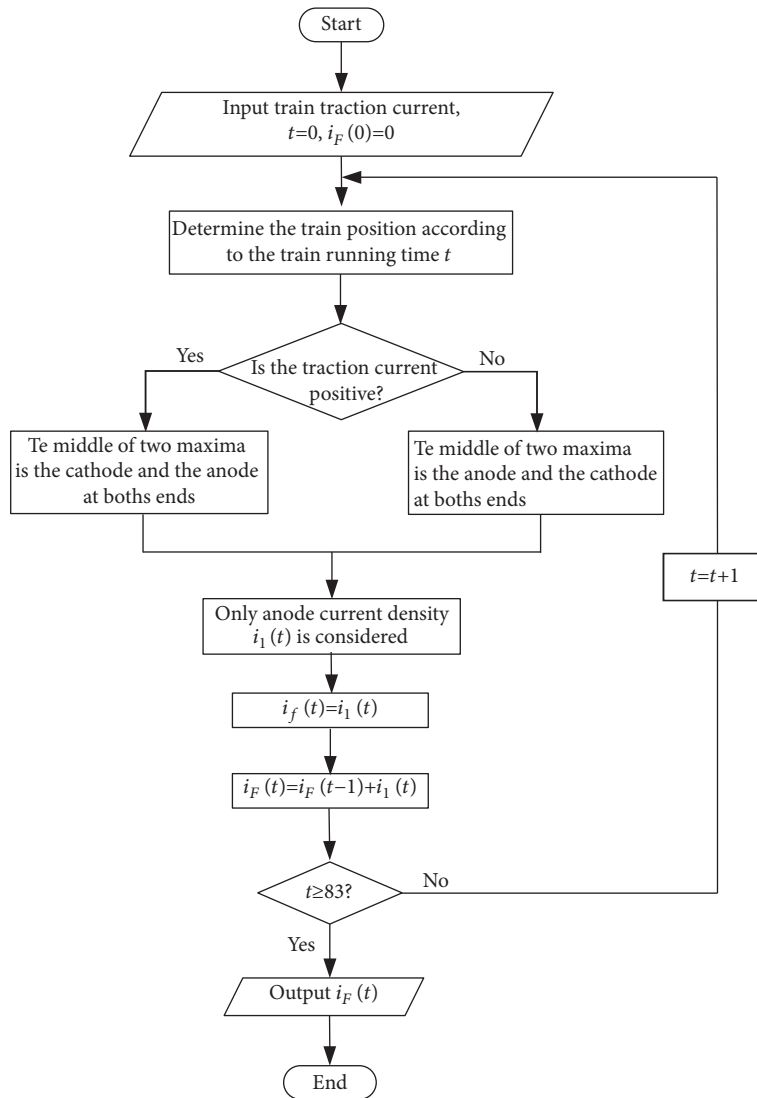 Start
Input train traction current,
t=0, i_F (0)=0
Determine the train position according
to the train running time t
Yes
Is the traction current
positive?
No
Te middle of two maxima
is the cathode and the anode
at boths ends
Te middle of two maxima
is the anode and the cathode
at boths ends
t=t+1
Only anode current density
i_1 (t) is considered
i_f (t)=i_1 (t)
i_F (t)=i_F (t−1)+i_1 (t)
t≥83?
No
Yes
Output i_F (t)
End